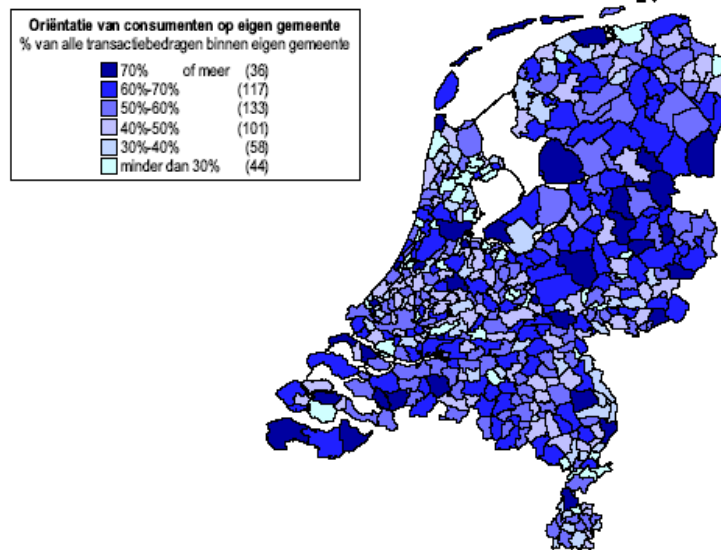 Oriëntatie van consumenten op eigen gemeente
% van alle transactiebedragen binnen eigen gemeente
70% of meer (36)
60%-70% (117)
50%-60% (133)
40%-50% (101)
30%-40% (58)
minder dan 30% (44)